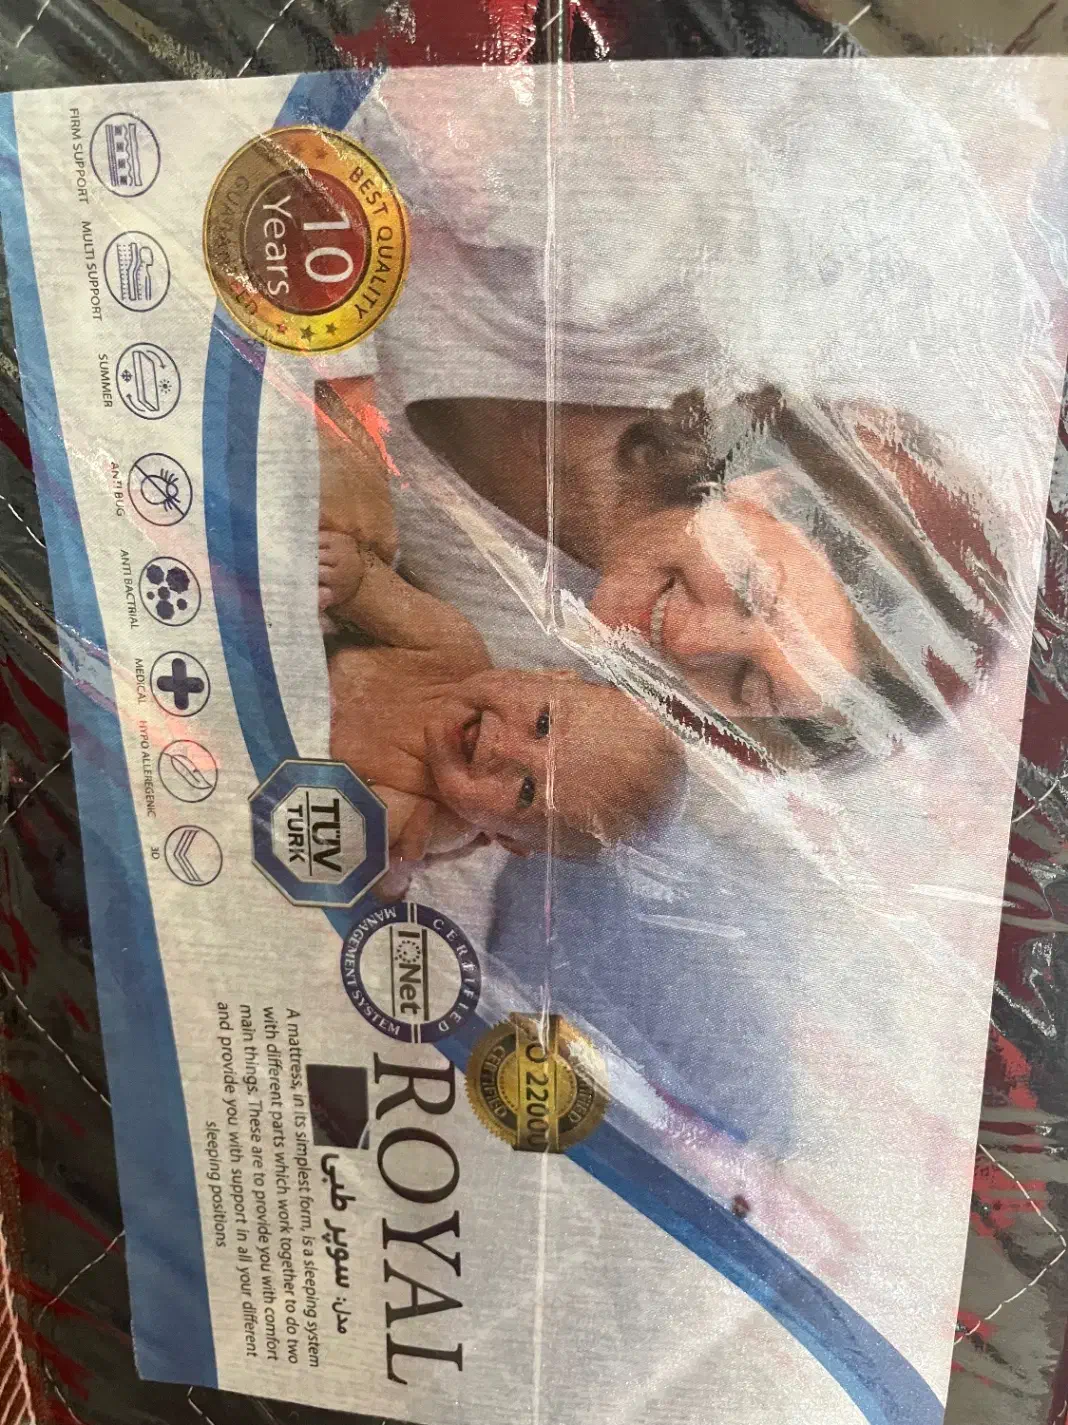 BEST QUALITY
10
Years
GUARANTEED
FIRM SUPPORT
MULTI SUPPORT
SUMMER
ANTI BUG
ANTI BACTRIAL
MEDICAL
HYPO ALLEREGENIC
3D
TÜV
TURK
CERTIFIED
IQNet
MANAGEMENT SYSTEM
O 22000
CERTIFIED
ROYAL
مدل: سوپر طبی
A mattress, in its simplest form, is a sleeping system
with different parts which work together to do two
main things. These are to provide you with comfort
and provide you with support in all your different
sleeping positions